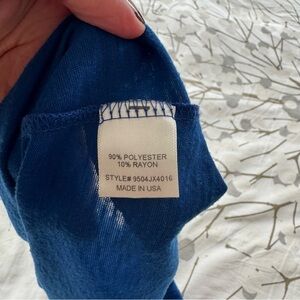 90% POLYESTER
10% RAYON
STYLE# 9504JX4016
MADE IN USA